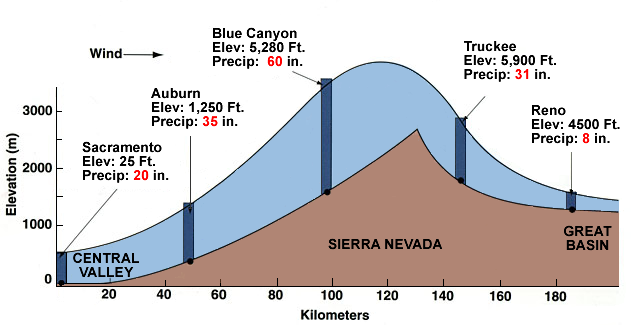 Blue Canyon
Elev: 5,280 Ft.
Precip: 60 in.
Wind
Truckee
Elev: 5,900 Ft.
Precip: 31 in.
Auburn
Elev: 1,250 Ft.
Precip: 35 in.
Reno
Elev: 4500 Ft.
Precip: 8 in.
Sacramento
Elev: 25 Ft.
Precip: 20 in.
Elevation (m)
3000
2000
1000
0
CENTRAL
VALLEY
SIERRA NEVADA
GREAT
BASIN
20 40 60 80 100 120 140 160 180
Kilometers